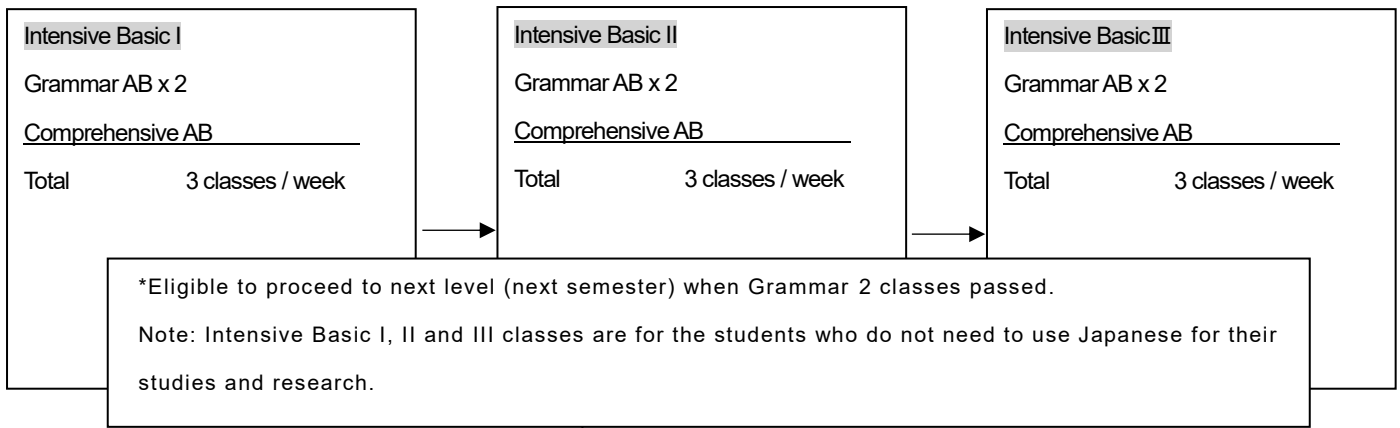 Intensive Basic I
Grammar AB x 2
Comprehensive AB
Total 3 classes / week
Intensive Basic II
Grammar AB x 2
Comprehensive AB
Total 3 classes / week
Intensive BasicⅢ
Grammar AB x 2
Comprehensive AB
Total 3 classes / week
*Eligible to proceed to next level (next semester) when Grammar 2 classes passed.
Note: Intensive Basic I, II and III classes are for the students who do not need to use Japanese for their
studies and research.